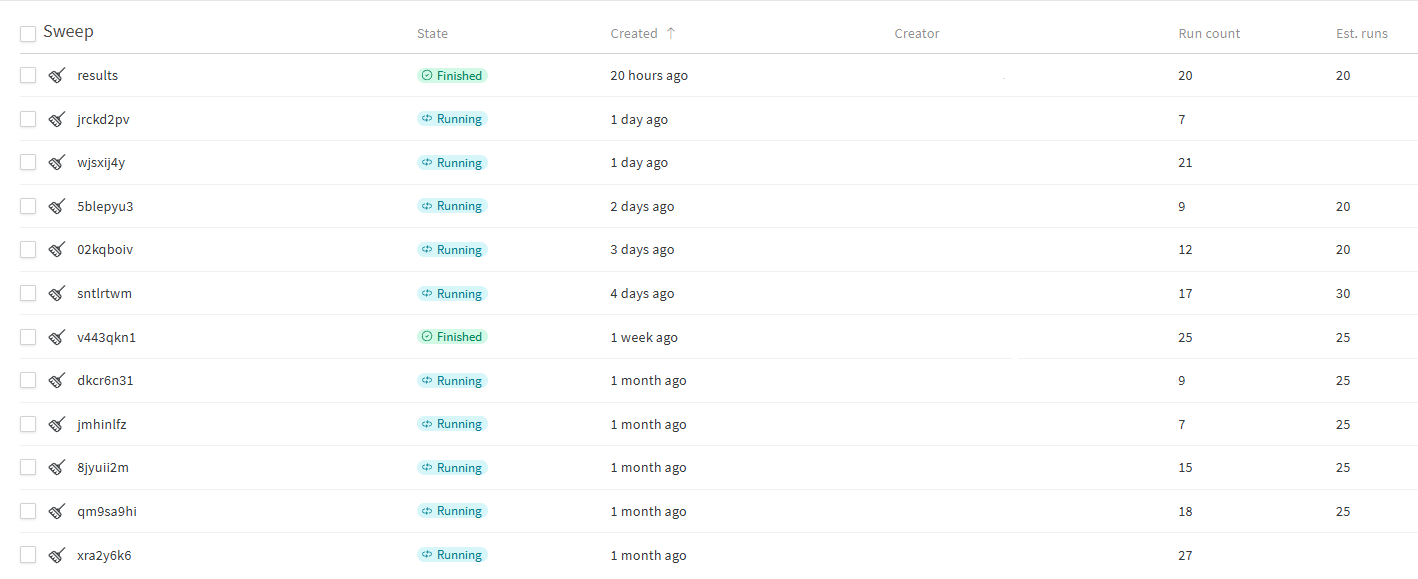 Sweep State Created ↑ Creator Run count Est. runs
results Finished 20 hours ago 20 20
jrckd2pv Running 1 day ago 7
wjsxij4y Running 1 day ago 21
5blepyu3 Running 2 days ago 9 20
02kqboiv Running 3 days ago 12 20
sntlrtwm Running 4 days ago 17 30
v443qkn1 Finished 1 week ago 25 25
dkcr6n31 Running 1 month ago 9 25
jmhinlfz Running 1 month ago 7 25
8jyuii2m Running 1 month ago 15 25
qm9sa9hi Running 1 month ago 18 25
xra2y6k6 Running 1 month ago 27